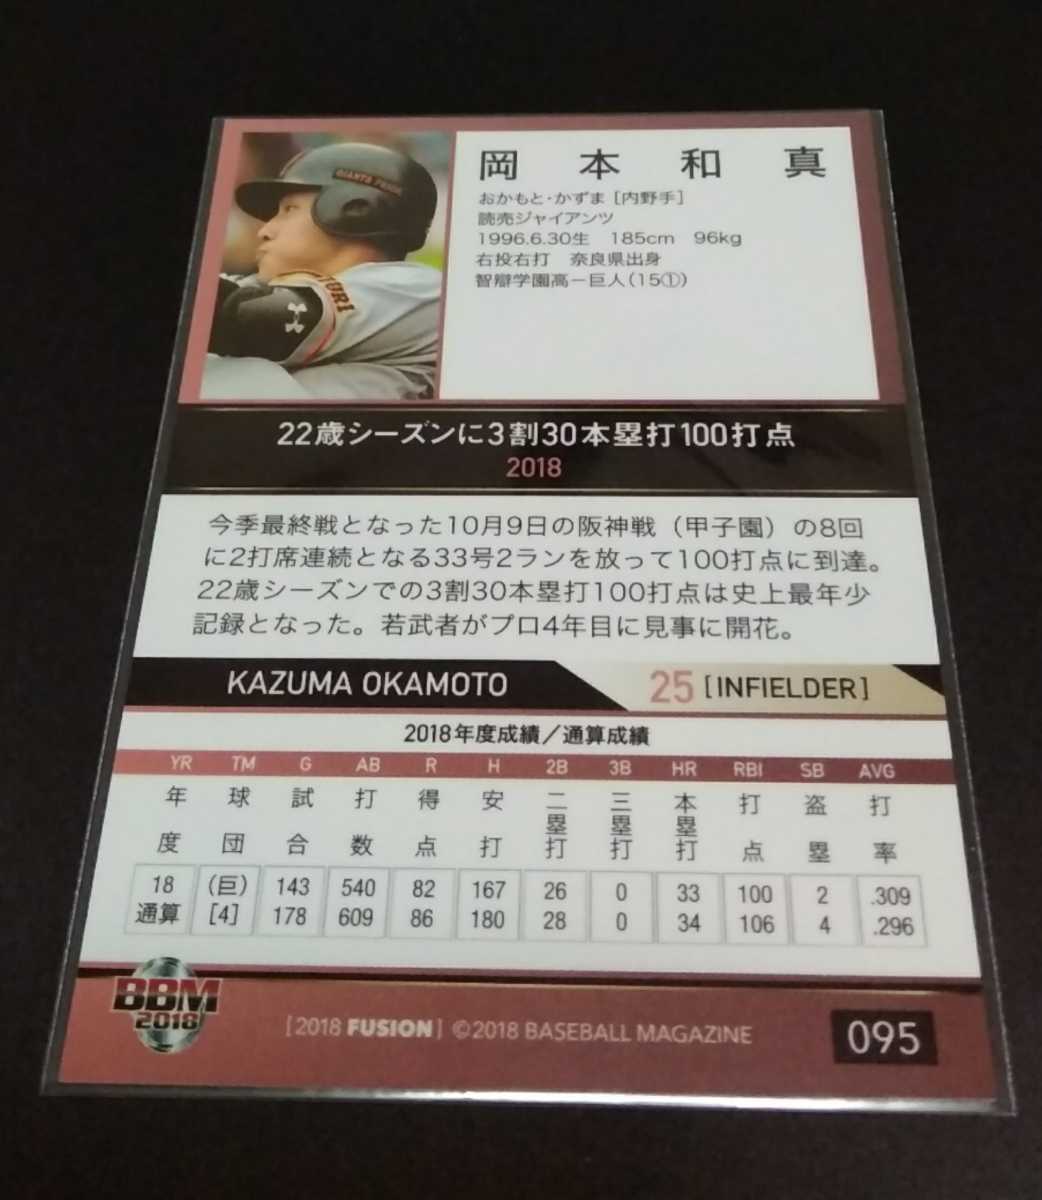 GIANTS PRIDE
岡本和真
おかもと・かずま［内野手］
読売ジャイアンツ
1996.6.30生 185cm 96kg
右投右打 奈良県出身
智辯学園高－巨人（15①）
22歳シーズンに3割30本塁打100打点
2018
今季最終戦となった10月9日の阪神戦（甲子園）の8回
に2打席連続となる33号2ランを放って100打点に到達。
22歳シーズンでの3割30本塁打100打点は史上最年少
記録となった。若武者がプロ4年目に見事に開花。
KAZUMA OKAMOTO 25 [INFIELDER]
2018年度成績／通算成績
YR TM G AB R H 2B 3B HR RBI SB AVG
年度 球団 試合 打数 得点 安打 二塁打 三塁打 本塁打 打点 盗塁 打率
18 （巨） 143 540 82 167 26 0 33 100 2 .309
通算 [4] 178 609 86 180 28 0 34 106 4 .296
BBM
2018
[2018 FUSION] ©2018 BASEBALL MAGAZINE
095